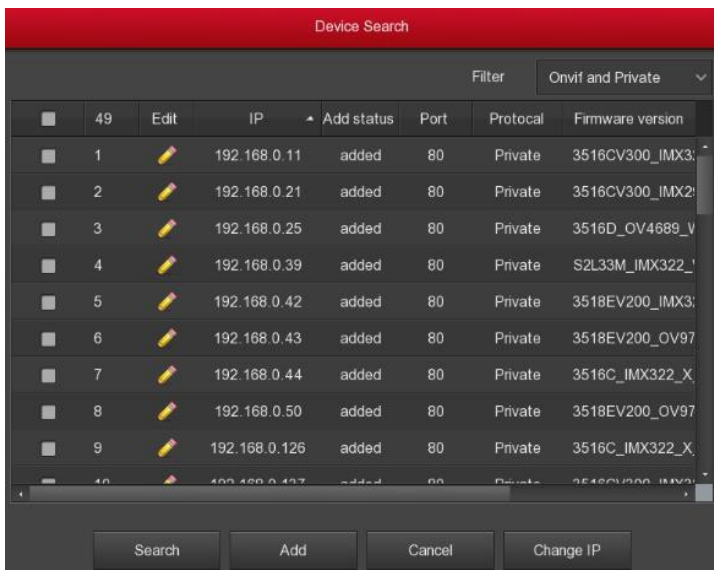 Device Search
Filter Onvif and Private
49 Edit IP Add status Port Protocal Firmware version
1 192.168.0.11 added 80 Private 3516CV300_IMX3
2 192.168.0.21 added 80 Private 3516CV300_IMX2
3 192.168.0.25 added 80 Private 3516D_OV4689_
4 192.168.0.39 added 80 Private S2L33M_IMX322_
5 192.168.0.42 added 80 Private 3518EV200_IMX3
6 192.168.0.43 added 80 Private 3518EV200_OV97
7 192.168.0.44 added 80 Private 3516C_IMX322_X
8 192.168.0.50 added 80 Private 3518EV200_OV97
9 192.168.0.126 added 80 Private 3516C_IMX322_X
Search Add Cancel Change IP